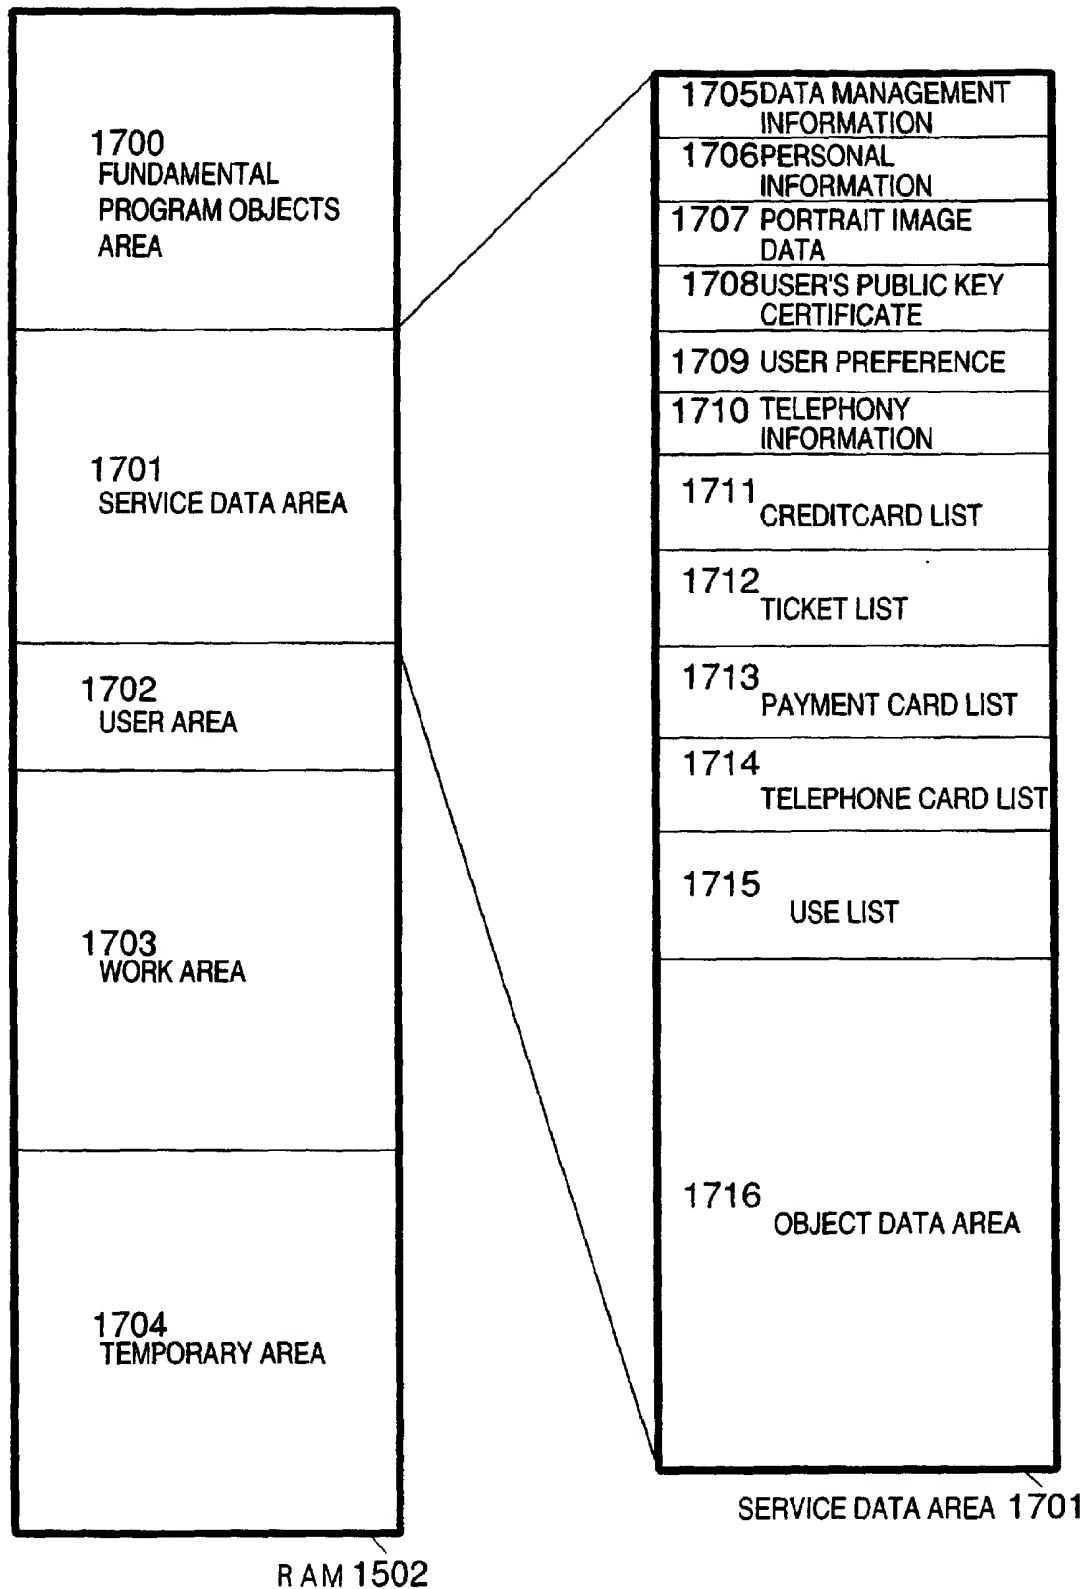 1700
FUNDAMENTAL
PROGRAM OBJECTS
AREA
1701
SERVICE DATA AREA
1702
USER AREA
1703
WORK AREA
1704
TEMPORARY AREA
RAM 1502
1705 DATA MANAGEMENT
INFORMATION
1706 PERSONAL
INFORMATION
1707 PORTRAIT IMAGE
DATA
1708 USER'S PUBLIC KEY
CERTIFICATE
1709 USER PREFERENCE
1710 TELEPHONY
INFORMATION
1711
CREDITCARD LIST
1712
TICKET LIST
1713
PAYMENT CARD LIST
1714
TELEPHONE CARD LIST
1715
USE LIST
1716
OBJECT DATA AREA
SERVICE DATA AREA 1701